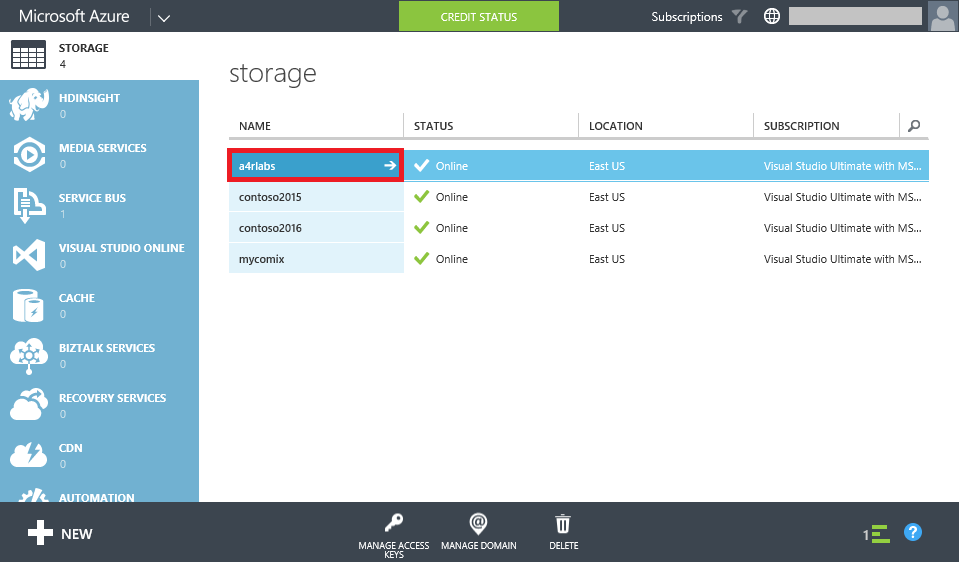 Microsoft Azure
CREDIT STATUS
Subscriptions
STORAGE
4
HDINSIGHT
0
MEDIA SERVICES
0
SERVICE BUS
1
VISUAL STUDIO ONLINE
0
CACHE
0
BIZTALK SERVICES
0
RECOVERY SERVICES
0
CDN
0
AUTOMATION
storage
NAME STATUS LOCATION SUBSCRIPTION
a4rlabs Online East US Visual Studio Ultimate with MS...
contoso2015 Online East US Visual Studio Ultimate with MS...
contoso2016 Online East US Visual Studio Ultimate with MS...
mycomix Online East US Visual Studio Ultimate with MS...
NEW
MANAGE ACCESS
KEYS
MANAGE DOMAIN
DELETE
1
?